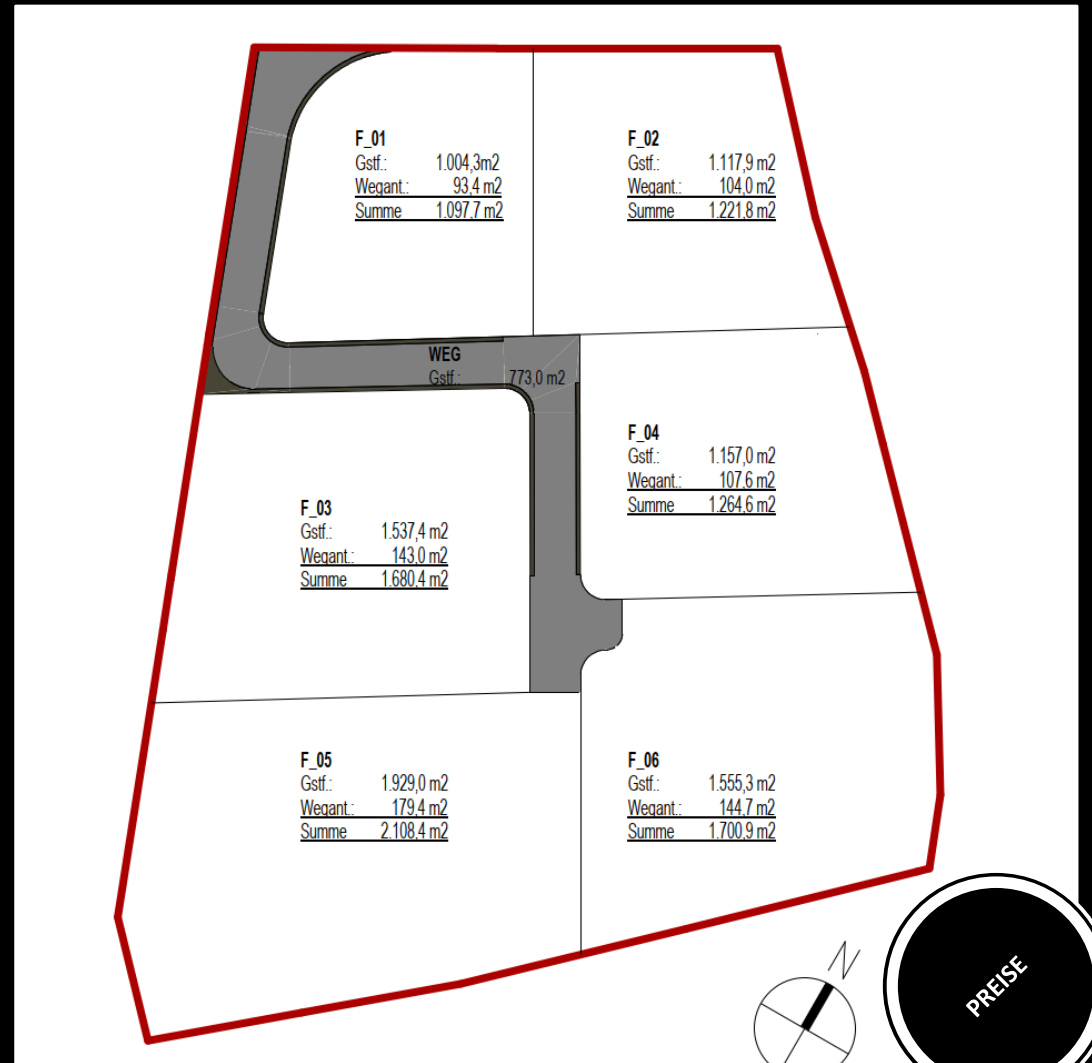 F_01
Gstf.: 1.004,3m2
Wegant.: 93,4 m2
Summe 1.097,7 m2
F_02
Gstf.: 1.117,9 m2
Wegant.: 104,0 m2
Summe 1.221,8 m2
WEG
Gstf.: 773,0 m2
F_04
Gstf.: 1.157,0 m2
Wegant.: 107,6 m2
Summe 1.264,6 m2
F_03
Gstf.: 1.537,4 m2
Wegant.: 143,0 m2
Summe 1.680,4 m2
F_05
Gstf.: 1.929,0 m2
Wegant.: 179,4 m2
Summe 2.108,4 m2
F_06
Gstf.: 1.555,3 m2
Wegant.: 144,7 m2
Summe 1.700,9 m2
N
PREISE